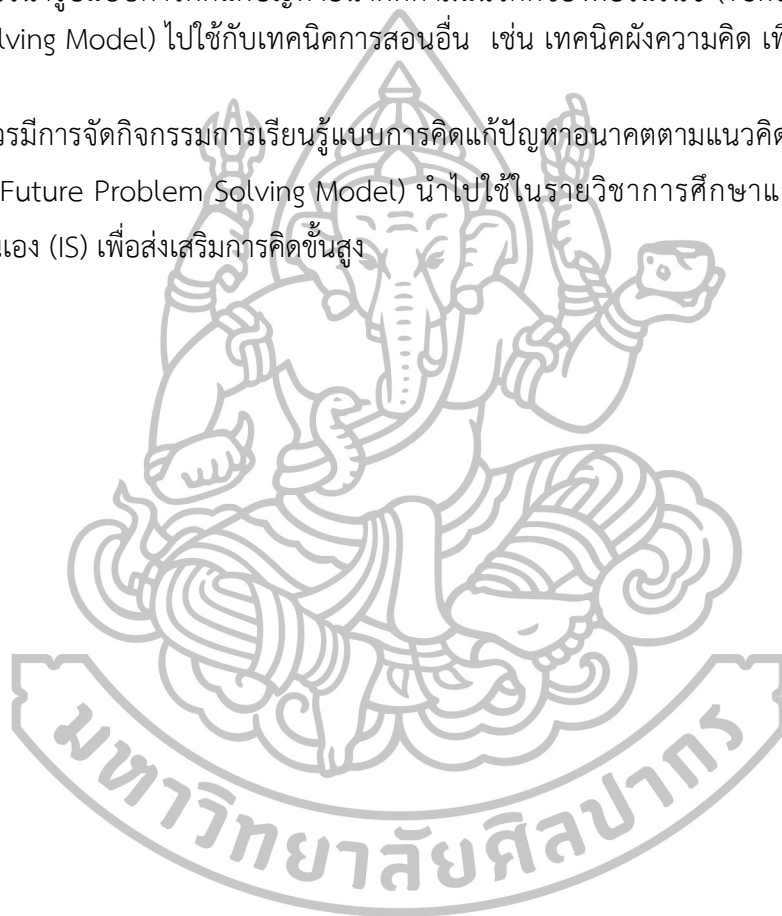 lving Model) ไปใช้กับเทคนิคการสอนอื่น เช่น เทคนิคผังความคิด
มีการจัดกิจกรรมการเรียนรู้แบบการคิดแก้ปัญหาอนาคตตามแนวคิด
Future Problem Solving Model) นำไปใช้ในรายวิชาการศึกษา
เอง (IS) เพื่อส่งเสริมการคิดขั้นสูง
มหาวิทยาลัยศิลปากร